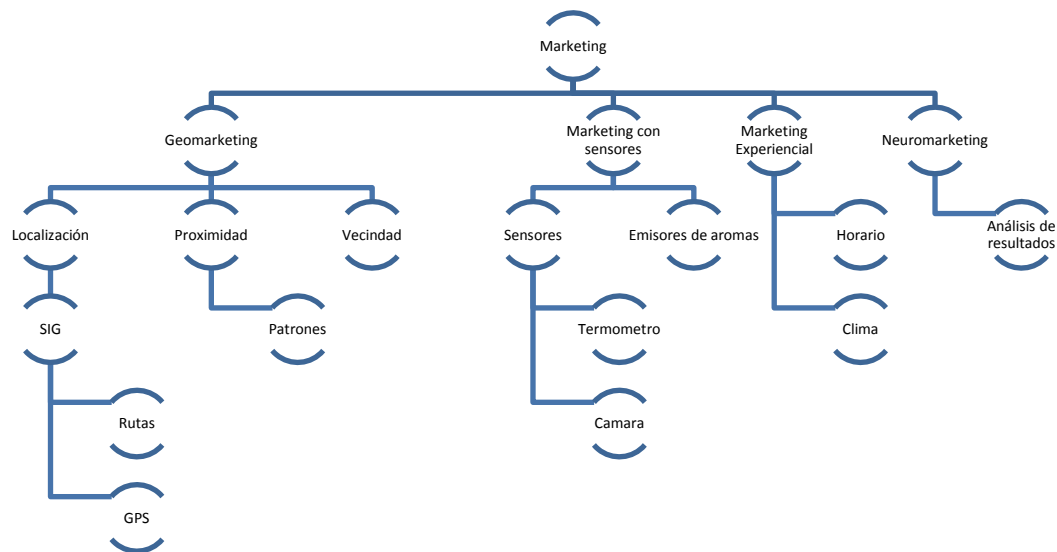 Marketing
Geomarketing
Marketing con
sensores
Marketing
Experiencial
Neuromarketing
Localización
Proximidad
Vecindad
Sensores
Emisores de aromas
Horario
Análisis de
resultados
SIG
Patrones
Termometro
Clima
Rutas
Camara
GPS